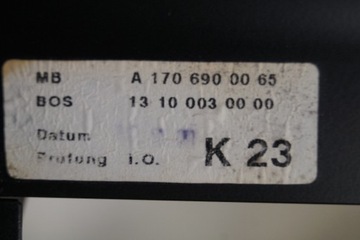 MB A 170 690 00 65
BOS 13 10 003 00 00
Datum
Prüfung i.O. K 23